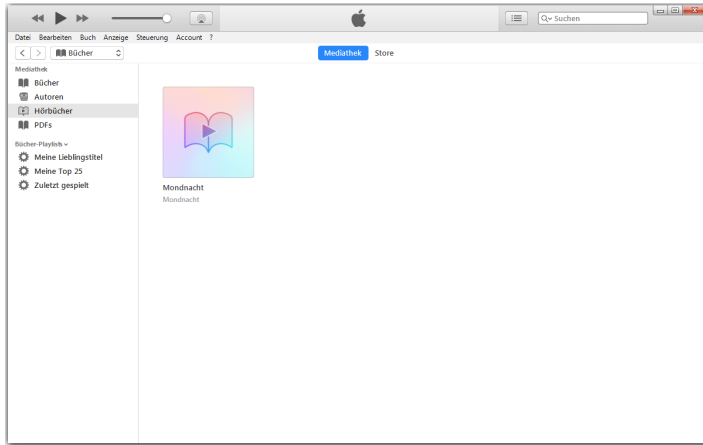 Suchen
Datei Bearbeiten Buch Anzeige Steuerung Account ?
Bücher
Mediathek Store
Mediathek
Bücher
Autoren
Hörbücher
PDFs
Bücher-Playlists
Meine Lieblingstitel
Meine Top 25
Zuletzt gespielt
Mondnacht
Mondnacht